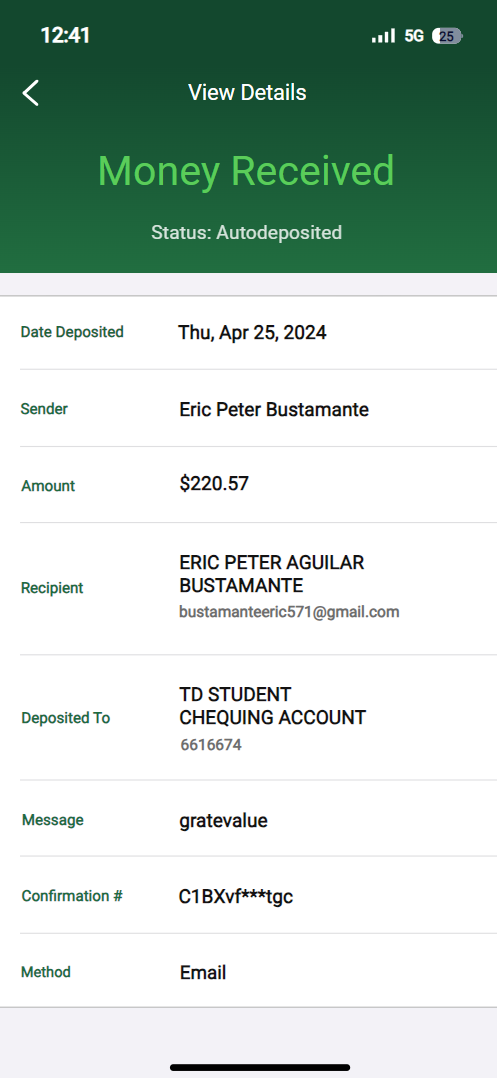 12:41
5G 25
View Details
Money Received
Status: Autodeposited
Date Deposited Thu, Apr 25, 2024
Sender Eric Peter Bustamante
Amount $220.57
Recipient ERIC PETER AGUILAR
BUSTAMANTE
bustamanteeric571@gmail.com
Deposited To TD STUDENT
CHEQUING ACCOUNT
6616674
Message gratevalue
Confirmation # C1BXvf***tgc
Method Email